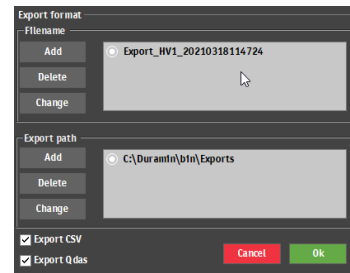 Export format
Filename
Add
Export_HV1_20210318114724
Delete
Change
Export path
Add
C:\Duramin\bin\Exports
Delete
Change
Export CSV
Export Qdas
Cancel
Ok